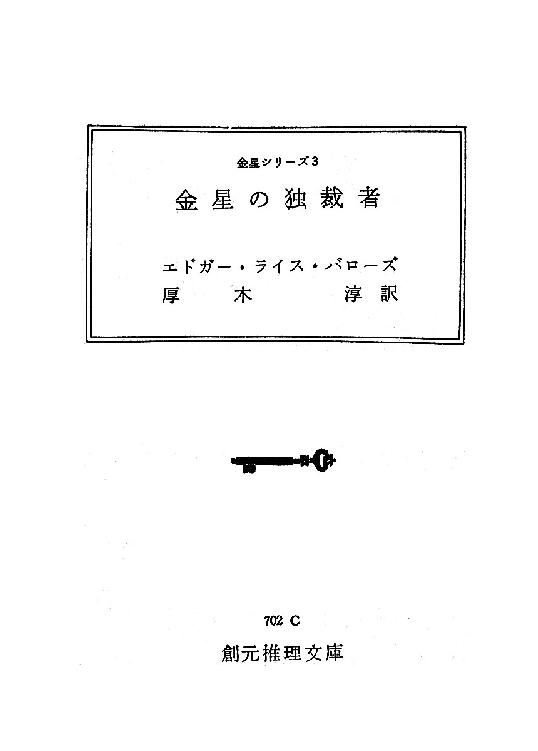 金星シリーズ3
金星の独裁者
エドガー・ライス・バローズ
厚木 淳訳
702 C
創元推理文庫